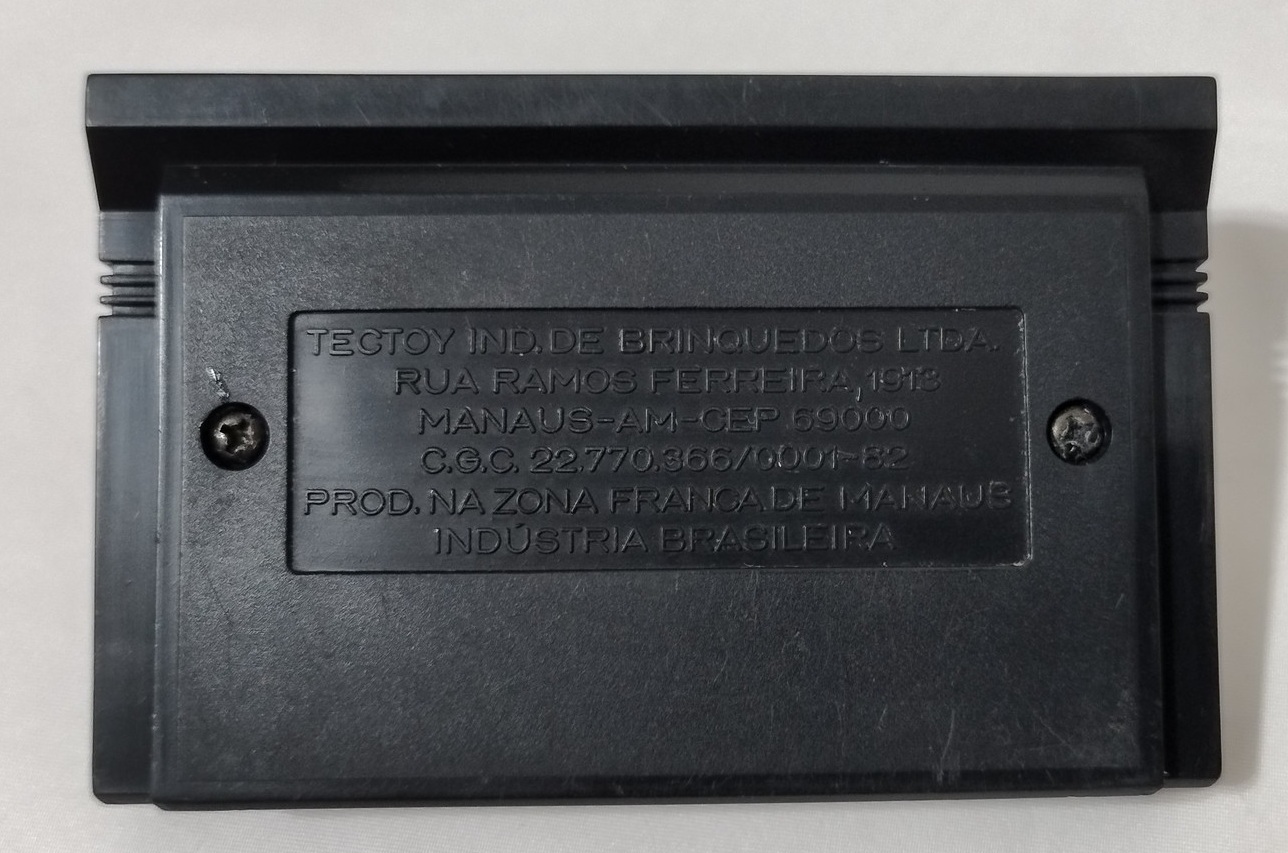 TECTOY IND. DE BRINQUEDOS LTDA.
RUA RAMOS FERREIRA, 1913
MANAUS-AM-CEP 69000
C.G.C. 22.770.366/0001-82
PROD. NA ZONA FRANCA DE MANAUS
INDÚSTRIA BRASILEIRA